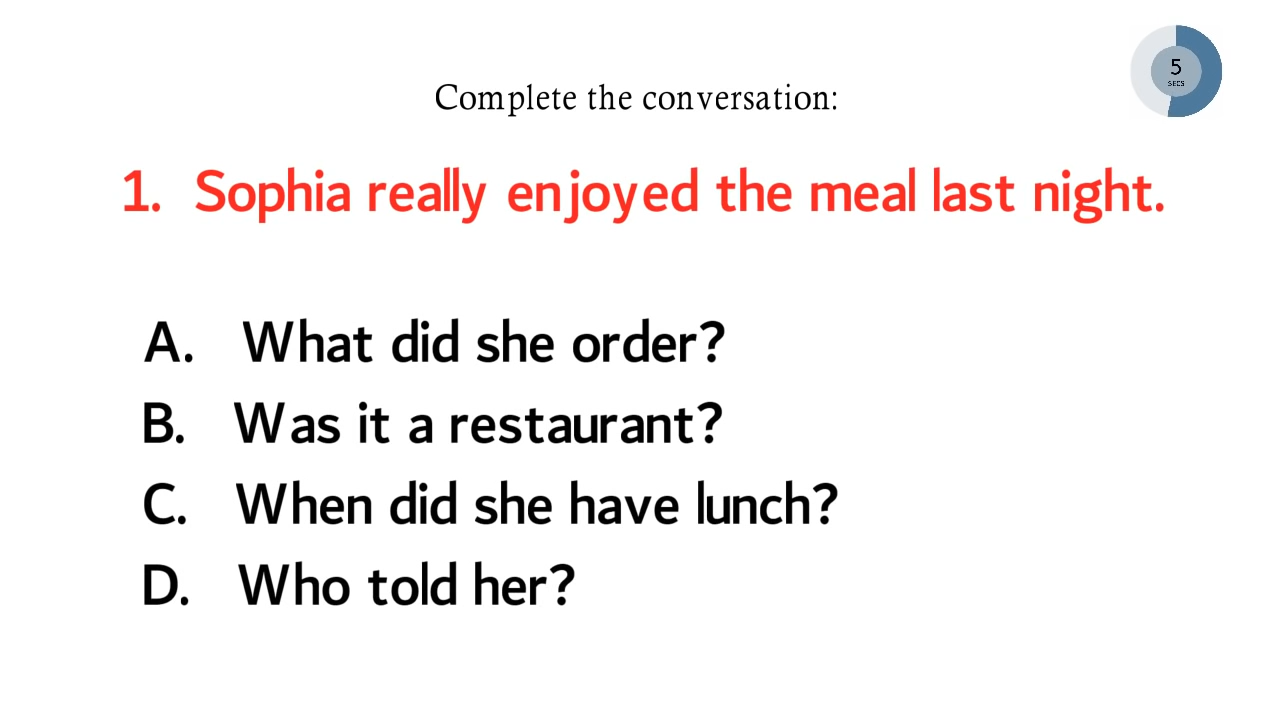 5
SECS
Complete the conversation:
1. Sophia really enjoyed the meal last night.
A. What did she order?
B. Was it a restaurant?
C. When did she have lunch?
D. Who told her?